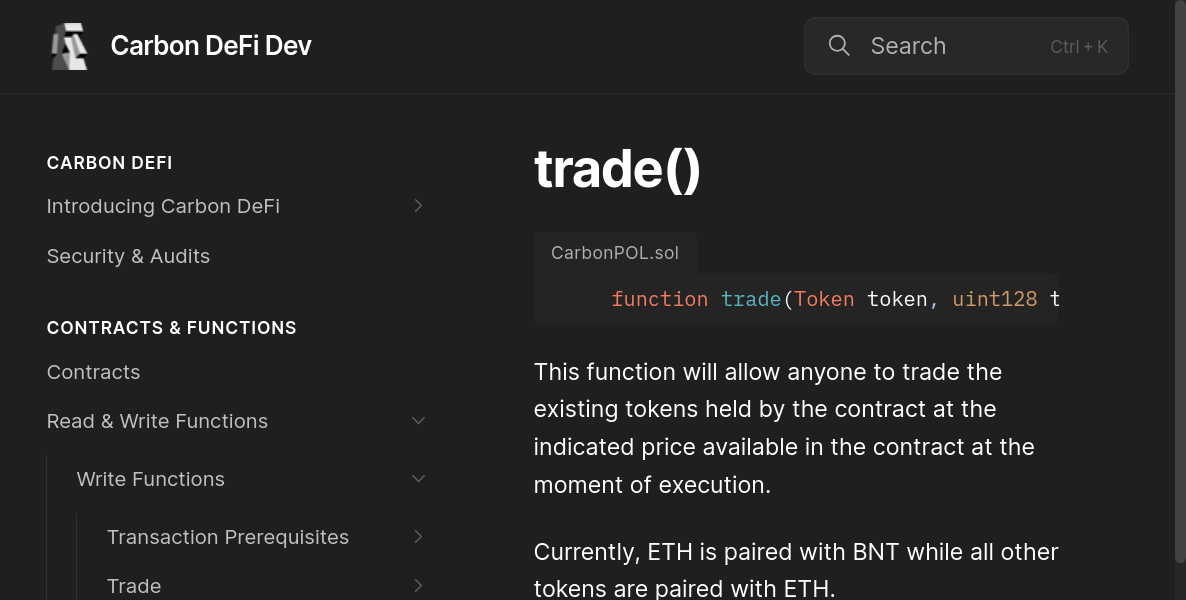 Carbon DeFi Dev
Search
Ctrl + K
CARBON DEFI
Introducing Carbon DeFi
Security & Audits
CONTRACTS & FUNCTIONS
Contracts
Read & Write Functions
Write Functions
Transaction Prerequisites
Trade
trade()
CarbonPOL.sol
function trade(Token token, uint128 t
This function will allow anyone to trade the
existing tokens held by the contract at the
indicated price available in the contract at the
moment of execution.
Currently, ETH is paired with BNT while all other
tokens are paired with ETH.